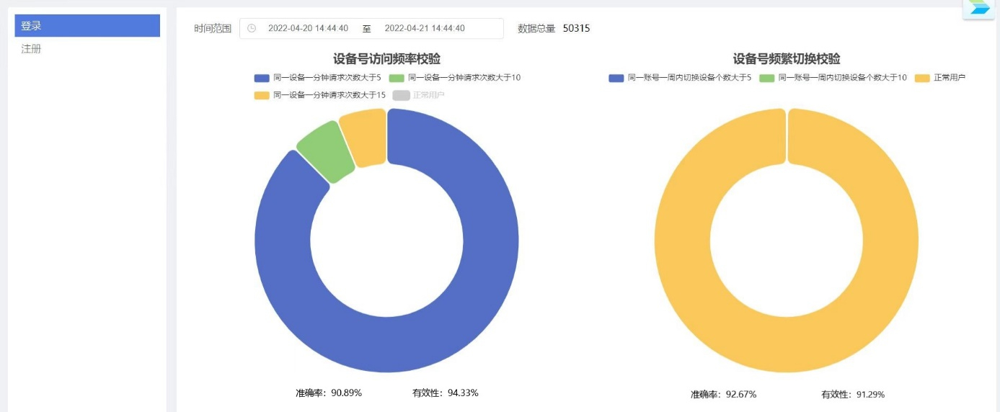 登录
注册
时间范围 2022-04-20 14:44:40 至 2022-04-21 14:44:40 数据总量 50315
设备号访问频率校验
同一设备一分钟请求次数大于5 同一设备一分钟请求次数大于10
同一设备一分钟请求次数大于15 正常用户
准确率：90.89% 有效性：94.33%
设备号频繁切换校验
同一账号一周内切换设备个数大于5 同一账号一周内切换设备个数大于10 正常用户
准确率：92.67% 有效性：91.29%